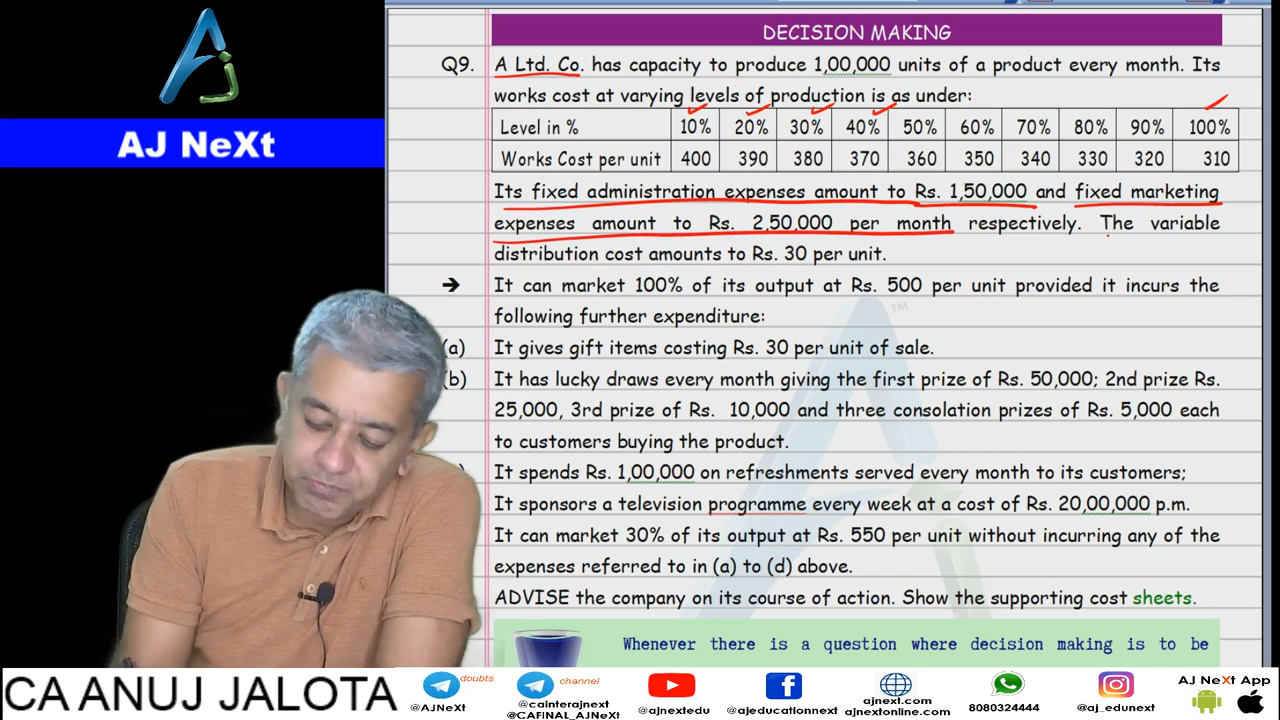 DECISION MAKING
Q9. A Ltd. Co. has capacity to produce 1,00,000 units of a product every month. Its
works cost at varying levels of production is as under:
Level in % 10% 20% 30% 40% 50% 60% 70% 80% 90% 100%
Works Cost per unit 400 390 380 370 360 350 340 330 320 310
Its fixed administration expenses amount to Rs. 1,50,000 and fixed marketing
expenses amount to Rs. 2,50,000 per month respectively. The variable
distribution cost amounts to Rs. 30 per unit.
➔ It can market 100% of its output at Rs. 500 per unit provided it incurs the
following further expenditure:
(a) It gives gift items costing Rs. 30 per unit of sale.
(b) It has lucky draws every month giving the first prize of Rs. 50,000; 2nd prize Rs.
25,000, 3rd prize of Rs. 10,000 and three consolation prizes of Rs. 5,000 each
to customers buying the product.
) It spends Rs. 1,00,000 on refreshments served every month to its customers;
It sponsors a television programme every week at a cost of Rs. 20,00,000 p.m.
It can market 30% of its output at Rs. 550 per unit without incurring any of the
expenses referred to in (a) to (d) above.
ADVISE the company on its course of action. Show the supporting cost sheets.
Whenever there is a question where decision making is to be
AJ NeXt
TM
CA ANUJ JALOTA
doubts
@AJNeXt
channel
@cainterajnext
@CAFINAL_AJNeXt
@ajnextedu
@ajeducationnext
ajnext.com
ajnextonline.com
8080324444
@aj_edunext
AJ NeXt App